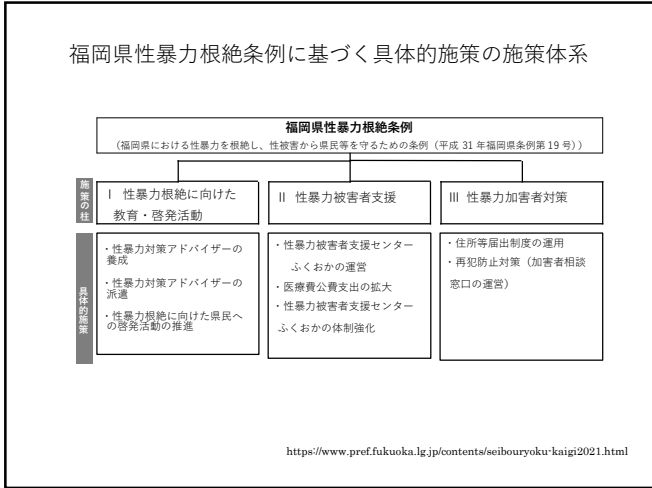 福岡県性暴力根絶条例に基づく具体的施策の施策体系
福岡県性暴力根絶条例
（福岡県における性暴力を根絶し、性被害から県民等を守るための条例（平成 31 年福岡県条例第 19 号））
施策の柱
Ⅰ 性暴力根絶に向けた
教育・啓発活動
Ⅱ 性暴力被害者支援
Ⅲ 性暴力加害者対策
具体的施策
・性暴力対策アドバイザーの
養成
・性暴力対策アドバイザーの
派遣
・性暴力根絶に向けた県民へ
の啓発活動の推進
・性暴力被害者支援センター
ふくおかの運営
・医療費公費支出の拡大
・性暴力被害者支援センター
ふくおかの体制強化
・住所等届出制度の運用
・再犯防止対策（加害者相談
窓口の運営）
https://www.pref.fukuoka.lg.jp/contents/seibouryoku-kaigi2021.html